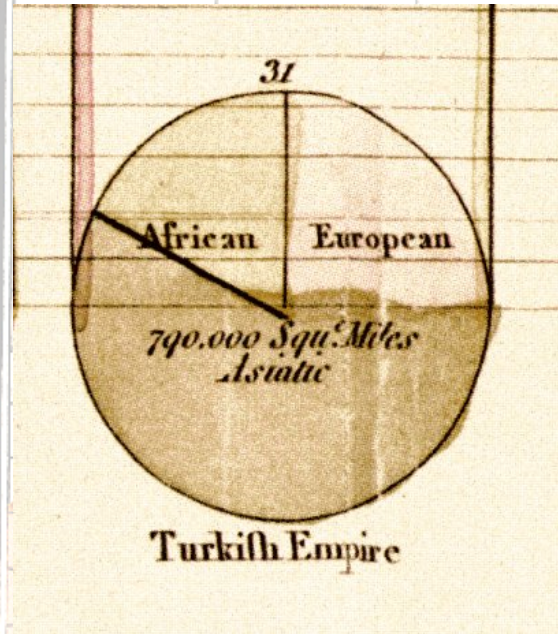 31
African European
790.000 Squ.ͤ Miles
Asiatic
Turkiſh Empire